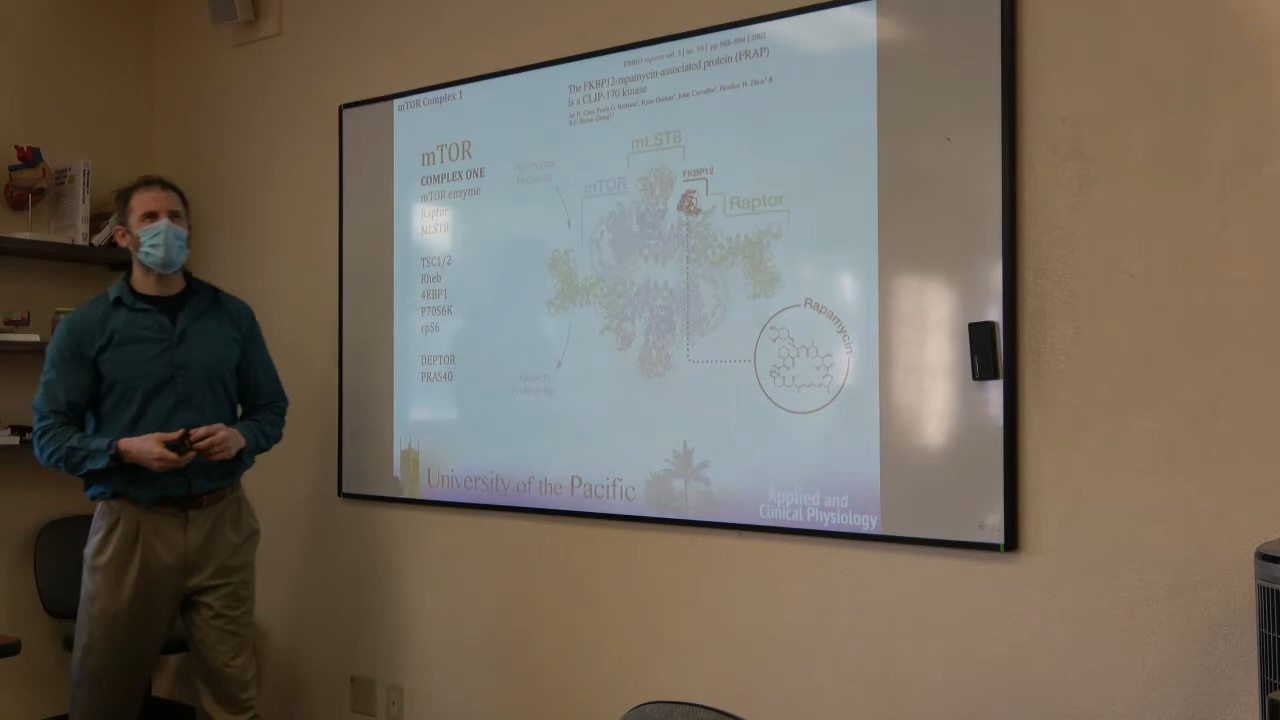 mTOR Complex 1
EMBO reports vol. 3 | no. 10 | pp 988–994 | 2002
The FKBP12-rapamycin-associated protein (FRAP)
is a CLIP-170 kinase
mTOR
COMPLEX ONE
mTOR enzyme
Raptor
MLST8
TSC1/2
Rheb
4EBP1
P70S6K
rpS6
DEPTOR
PRAS40
mLST8
mTOR
FKBP12
Raptor
Rapamycin
Growth
University of the Pacific
Applied and
Clinical Physiology